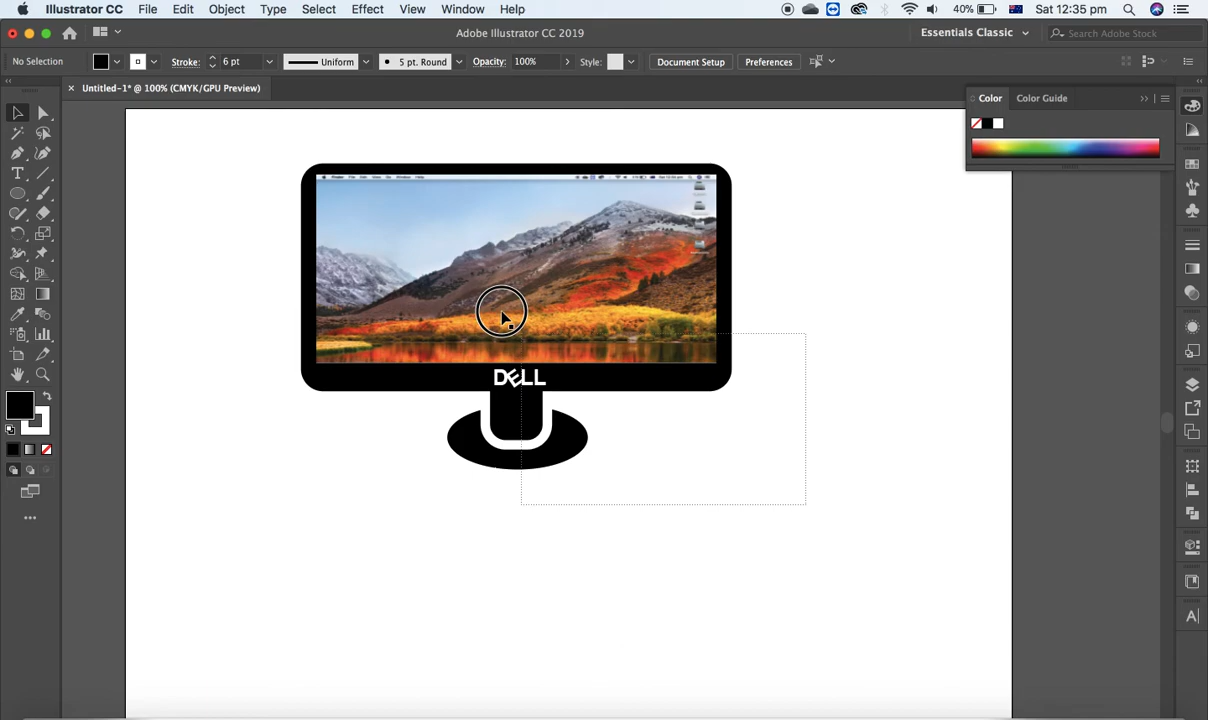 Illustrator CC File Edit Object Type Select Effect View Window Help 40% Sat 12:35 pm
Adobe Illustrator CC 2019 Essentials Classic Search Adobe Stock
No Selection Stroke: 6 pt Uniform 5 pt. Round Opacity: 100% Style: Document Setup Preferences
× Untitled-1* @ 100% (CMYK/GPU Preview)
Color Color Guide
DELL